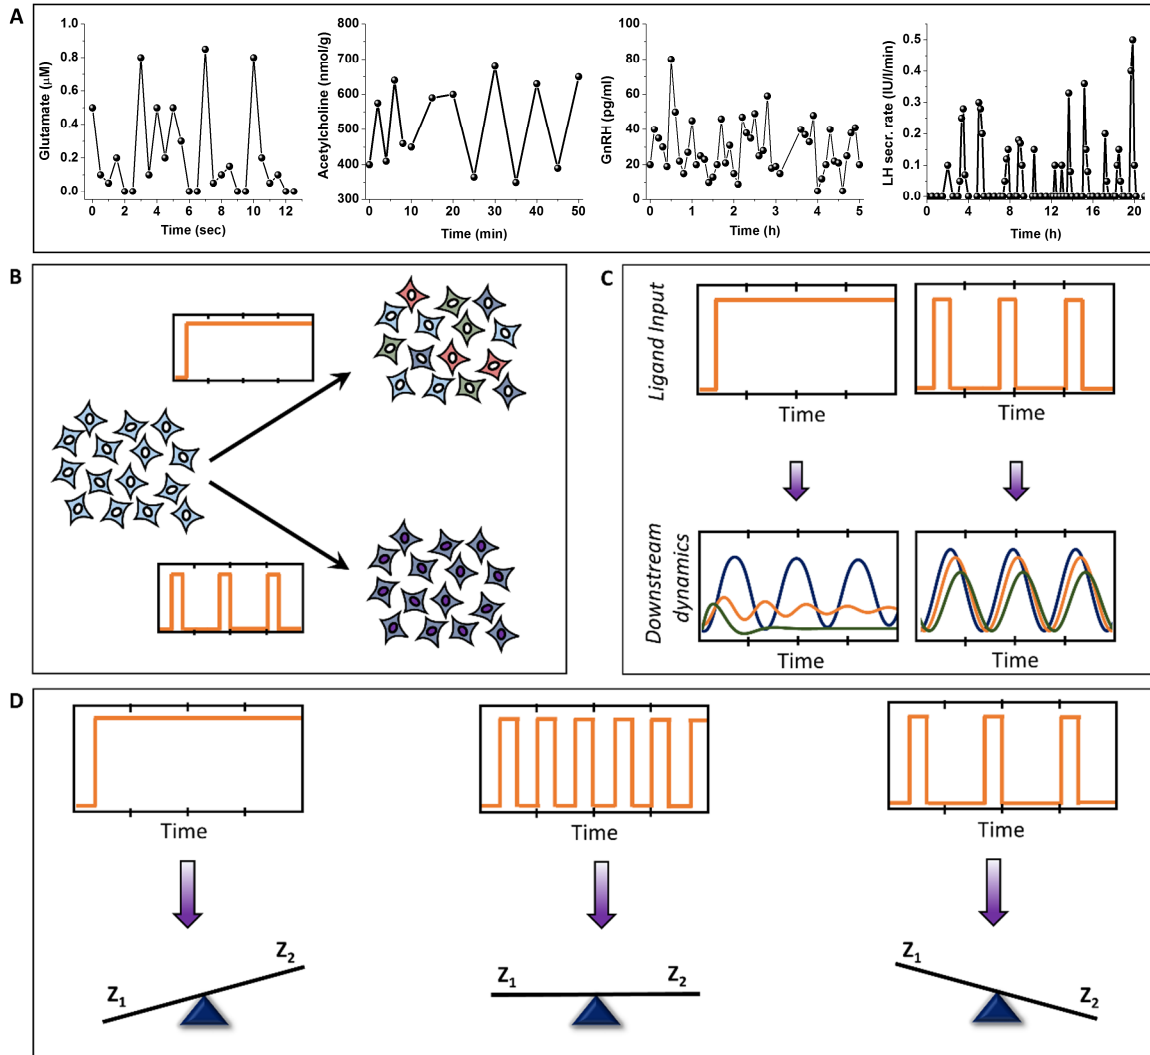 A
1.0
0.8
0.6
0.4
0.2
0.0
0 2 4 6 8 10 12
Glutamate (μM)
Time (sec)
800
700
600
500
400
300
0 10 20 30 40 50
Acetylcholine (nmol/g)
Time (min)
100
80
60
40
20
0
0 1 2 3 4 5
GnRH (pg/ml)
Time (h)
0.5
0.4
0.3
0.2
0.1
0.0
0 4 8 12 16 20
LH secr. rate (IU/l/min)
Time (h)
B
C
Ligand Input
Time
Time
Downstream
dynamics
Time
Time
D
Time
Time
Time
Z1
Z2
Z1
Z2
Z1
Z2